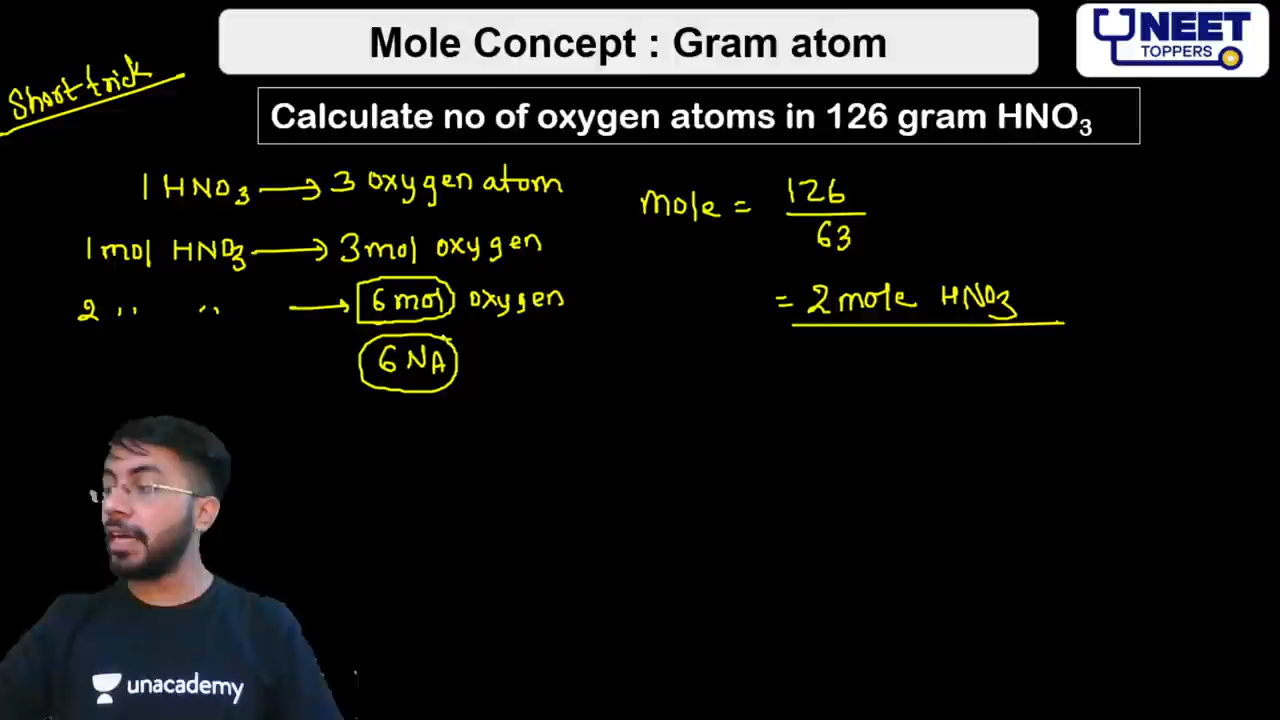 Mole Concept : Gram atom
NEET
TOPPERS
Short trick
Calculate no of oxygen atoms in 126 gram HNO₃
1 HNO₃ → 3 oxygen atom
1 mol HNO₃ → 3 mol oxygen
2 ,, ,, → 6 mol oxygen
6 NA
mole = 126
63
= 2 mole HNO₃
unacademy